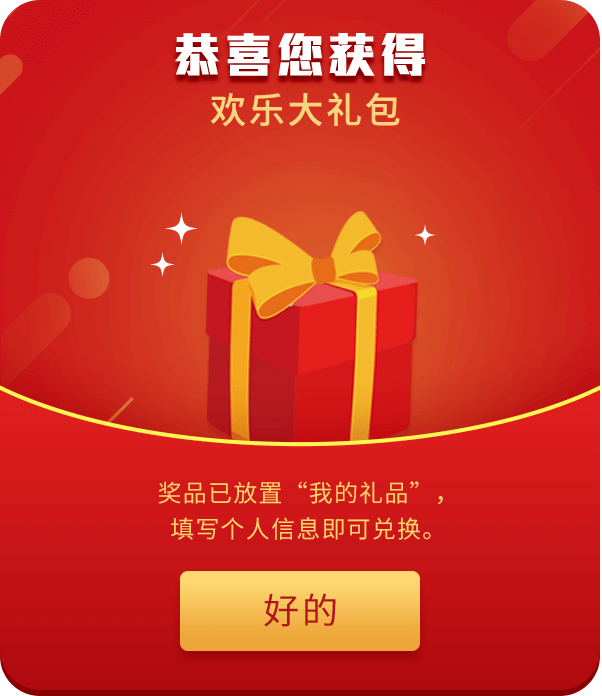 恭喜您获得
欢乐大礼包
奖品已放置“我的礼品”，
填写个人信息即可兑换。
好的